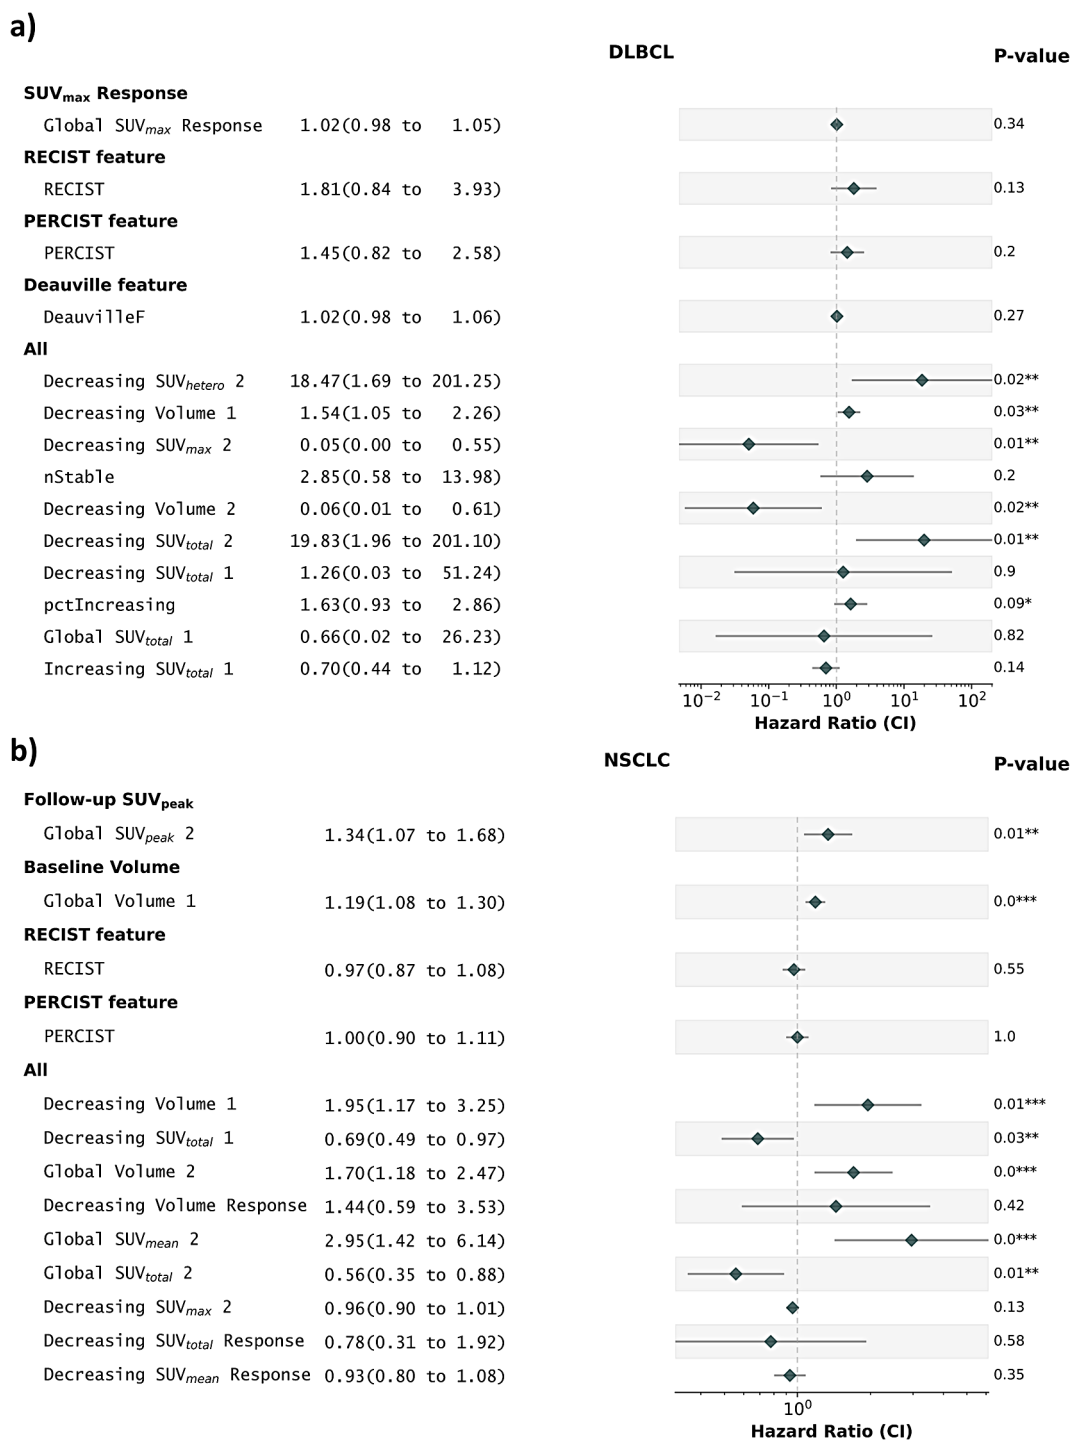 a)
DLBCL P-value
SUVmax Response
Global SUVmax Response 1.02(0.98 to 1.05) 0.34
RECIST feature
RECIST 1.81(0.84 to 3.93) 0.13
PERCIST feature
PERCIST 1.45(0.82 to 2.58) 0.2
Deauville feature
DeauvilleF 1.02(0.98 to 1.06) 0.27
All
Decreasing SUVhetero 2 18.47(1.69 to 201.25) 0.02**
Decreasing Volume 1 1.54(1.05 to 2.26) 0.03**
Decreasing SUVmax 2 0.05(0.00 to 0.55) 0.01**
nStable 2.85(0.58 to 13.98) 0.2
Decreasing Volume 2 0.06(0.01 to 0.61) 0.02**
Decreasing SUVtotal 2 19.83(1.96 to 201.10) 0.01**
Decreasing SUVtotal 1 1.26(0.03 to 51.24) 0.9
pctIncreasing 1.63(0.93 to 2.86) 0.09*
Global SUVtotal 1 0.66(0.02 to 26.23) 0.82
Increasing SUVtotal 1 0.70(0.44 to 1.12) 0.14
10⁻² 10⁻¹ 10⁰ 10¹ 10²
Hazard Ratio (CI)
b)
NSCLC P-value
Follow-up SUVpeak
Global SUVpeak 2 1.34(1.07 to 1.68) 0.01**
Baseline Volume
Global Volume 1 1.19(1.08 to 1.30) 0.0***
RECIST feature
RECIST 0.97(0.87 to 1.08) 0.55
PERCIST feature
PERCIST 1.00(0.90 to 1.11) 1.0
All
Decreasing Volume 1 1.95(1.17 to 3.25) 0.01***
Decreasing SUVtotal 1 0.69(0.49 to 0.97) 0.03**
Global Volume 2 1.70(1.18 to 2.47) 0.0***
Decreasing Volume Response 1.44(0.59 to 3.53) 0.42
Global SUVmean 2 2.95(1.42 to 6.14) 0.0***
Global SUVtotal 2 0.56(0.35 to 0.88) 0.01**
Decreasing SUVmax 2 0.96(0.90 to 1.01) 0.13
Decreasing SUVtotal Response 0.78(0.31 to 1.92) 0.58
Decreasing SUVmean Response 0.93(0.80 to 1.08) 0.35
10⁰
Hazard Ratio (CI)